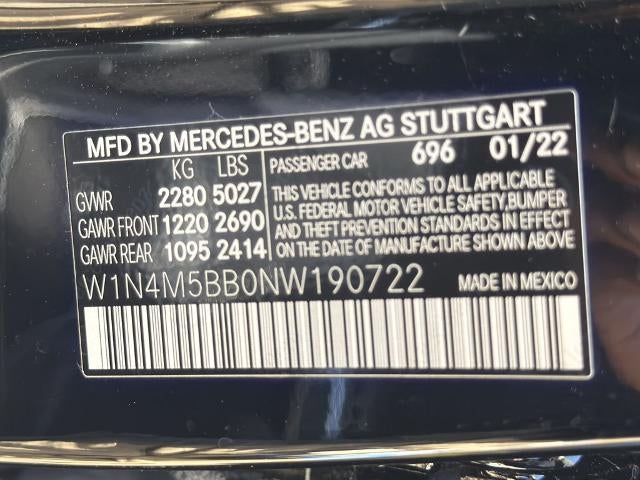 MFD BY MERCEDES-BENZ AG STUTTGART
KG LBS
GVWR 2280 5027
GAWR FRONT 1220 2690
GAWR REAR 1095 2414
PASSENGER CAR 696 01/22
THIS VEHICLE CONFORMS TO ALL APPLICABLE
U.S. FEDERAL MOTOR VEHICLE SAFETY, BUMPER
AND THEFT PREVENTION STANDARDS IN EFFECT
ON THE DATE OF MANUFACTURE SHOWN ABOVE
W1N4M5BB0NW190722 MADE IN MEXICO